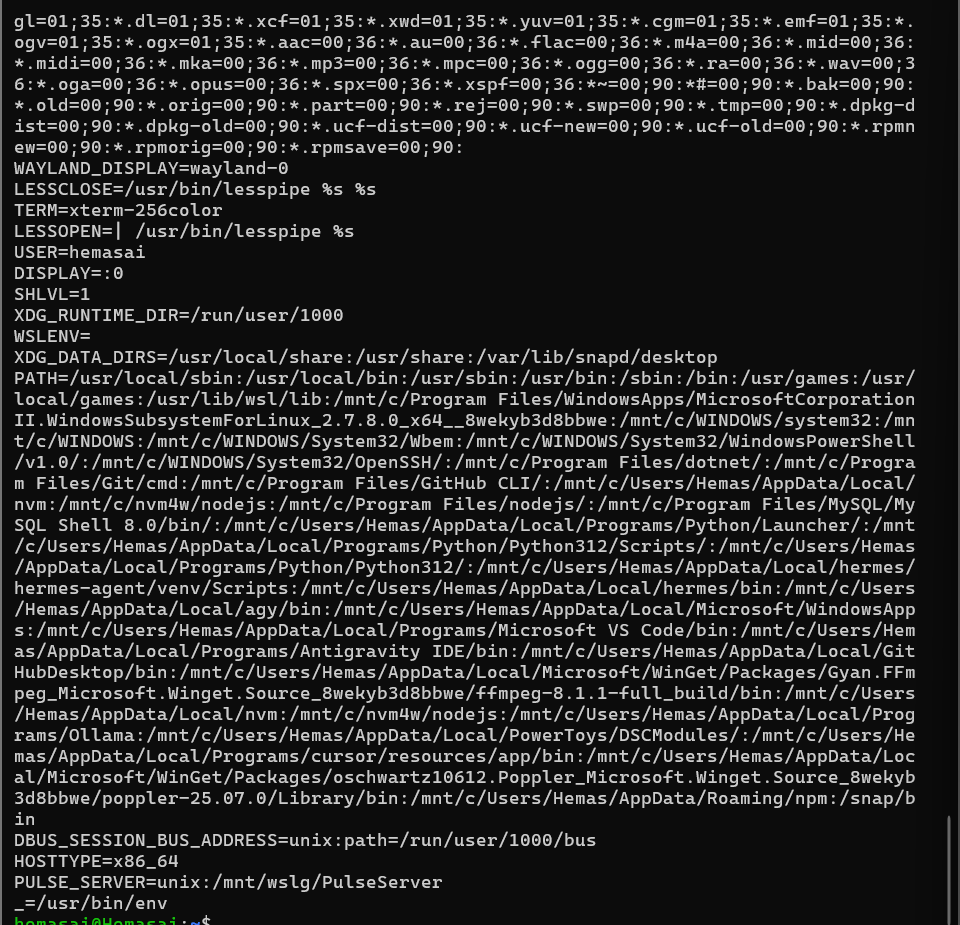 gl=01;35:*.dl=01;35:*.xcf=01;35:*.xwd=01;35:*.yuv=01;35:*.cgm=01;35:*.emf=01;35:*.
ogv=01;35:*.ogx=01;35:*.aac=00;36:*.au=00;36:*.flac=00;36:*.m4a=00;36:*.mid=00;36:
*.midi=00;36:*.mka=00;36:*.mp3=00;36:*.mpc=00;36:*.ogg=00;36:*.ra=00;36:*.wav=00;3
6:*.oga=00;36:*.opus=00;36:*.spx=00;36:*.xspf=00;36:*~=00;90:*#=00;90:*.bak=00;90:
*.old=00;90:*.orig=00;90:*.part=00;90:*.rej=00;90:*.swp=00;90:*.tmp=00;90:*.dpkg-d
ist=00;90:*.dpkg-old=00;90:*.ucf-dist=00;90:*.ucf-new=00;90:*.ucf-old=00;90:*.rpmn
ew=00;90:*.rpmorig=00;90:*.rpmsave=00;90:
WAYLAND_DISPLAY=wayland-0
LESSCLOSE=/usr/bin/lesspipe %s %s
TERM=xterm-256color
LESSOPEN=| /usr/bin/lesspipe %s
USER=hemasai
DISPLAY=:0
SHLVL=1
XDG_RUNTIME_DIR=/run/user/1000
WSLENV=
XDG_DATA_DIRS=/usr/local/share:/usr/share:/var/lib/snapd/desktop
PATH=/usr/local/sbin:/usr/local/bin:/usr/sbin:/usr/bin:/sbin:/bin:/usr/games:/usr/
local/games:/usr/lib/wsl/lib:/mnt/c/Program Files/WindowsApps/MicrosoftCorporation
II.WindowsSubsystemForLinux_2.7.8.0_x64__8wekyb3d8bbwe:/mnt/c/WINDOWS/system32:/mn
t/c/WINDOWS:/mnt/c/WINDOWS/System32/Wbem:/mnt/c/WINDOWS/System32/WindowsPowerShell
/v1.0/:/mnt/c/WINDOWS/System32/OpenSSH/:/mnt/c/Program Files/dotnet/:/mnt/c/Progra
m Files/Git/cmd:/mnt/c/Program Files/GitHub CLI/:/mnt/c/Users/Hemas/AppData/Local/
nvm:/mnt/c/nvm4w/nodejs:/mnt/c/Program Files/nodejs/:/mnt/c/Program Files/MySQL/My
SQL Shell 8.0/bin/:/mnt/c/Users/Hemas/AppData/Local/Programs/Python/Launcher/:/mnt
/c/Users/Hemas/AppData/Local/Programs/Python/Python312/Scripts/:/mnt/c/Users/Hemas
/AppData/Local/Programs/Python/Python312/:/mnt/c/Users/Hemas/AppData/Local/hermes/
hermes-agent/venv/Scripts:/mnt/c/Users/Hemas/AppData/Local/hermes/bin:/mnt/c/Users
/Hemas/AppData/Local/agy/bin:/mnt/c/Users/Hemas/AppData/Local/Microsoft/WindowsApp
s:/mnt/c/Users/Hemas/AppData/Local/Programs/Microsoft VS Code/bin:/mnt/c/Users/Hem
as/AppData/Local/Programs/Antigravity IDE/bin:/mnt/c/Users/Hemas/AppData/Local/Git
HubDesktop/bin:/mnt/c/Users/Hemas/AppData/Local/Microsoft/WinGet/Packages/Gyan.FFm
peg_Microsoft.Winget.Source_8wekyb3d8bbwe/ffmpeg-8.1.1-full_build/bin:/mnt/c/Users
/Hemas/AppData/Local/nvm:/mnt/c/nvm4w/nodejs:/mnt/c/Users/Hemas/AppData/Local/Prog
rams/Ollama:/mnt/c/Users/Hemas/AppData/Local/PowerToys/DSCModules/:/mnt/c/Users/He
mas/AppData/Local/Programs/cursor/resources/app/bin:/mnt/c/Users/Hemas/AppData/Loc
al/Microsoft/WinGet/Packages/oschwartz10612.Poppler_Microsoft.Winget.Source_8wekyb
3d8bbwe/poppler-25.07.0/Library/bin:/mnt/c/Users/Hemas/AppData/Roaming/npm:/snap/b
in
DBUS_SESSION_BUS_ADDRESS=unix:path=/run/user/1000/bus
HOSTTYPE=x86_64
PULSE_SERVER=unix:/mnt/wslg/PulseServer
_=/usr/bin/env
hemasai@Hemasai:~$